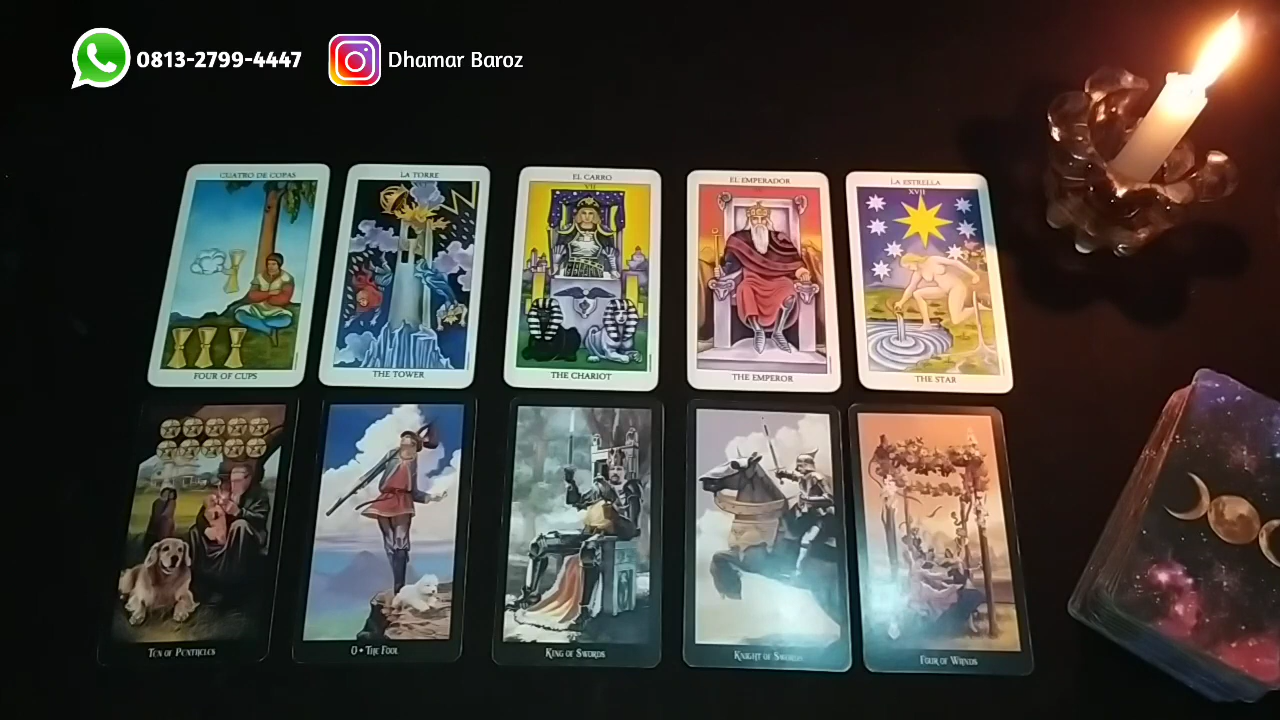 0813-2799-4447
Dhamar Baroz
CUATRO DE COPAS
FOUR OF CUPS
LA TORRE
THE TOWER
EL CARRO
VII
THE CHARIOT
EL EMPERADOR
THE EMPEROR
LA ESTRELLA
XVII
THE STAR
TEN OF PENTACLES
0 • THE FOOL
KING OF SWORDS
KNIGHT OF SWORDS
FOUR OF WANDS